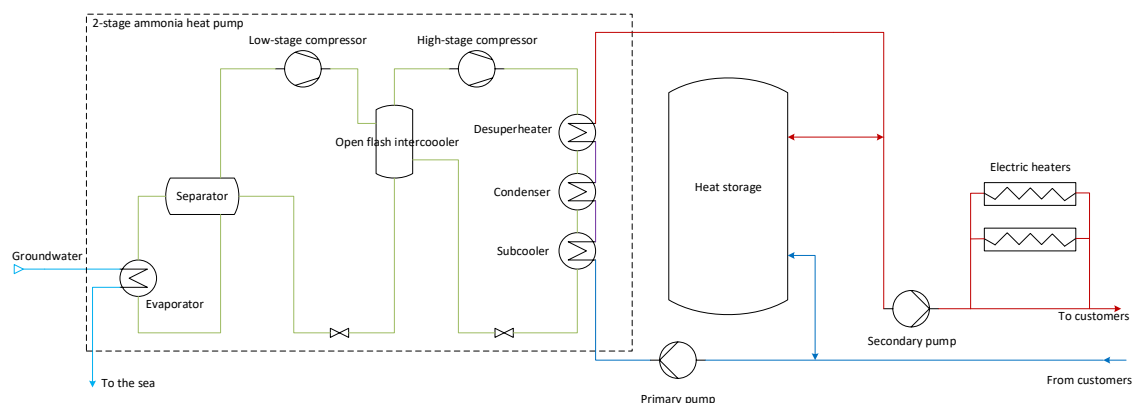 2-stage ammonia heat pump
Low-stage compressor
High-stage compressor
Desuperheater
Open flash intercoooler
Electric heaters
Separator
Condenser
Heat storage
Subcooler
Groundwater
Evaporator
To customers
Secondary pump
To the sea
From customers
Primary pump